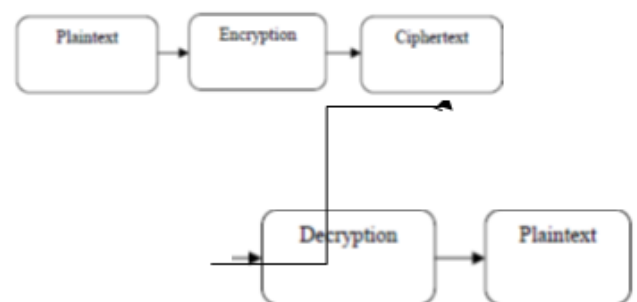 Plaintext
Encryption
Ciphertext
Decryption
Plaintext